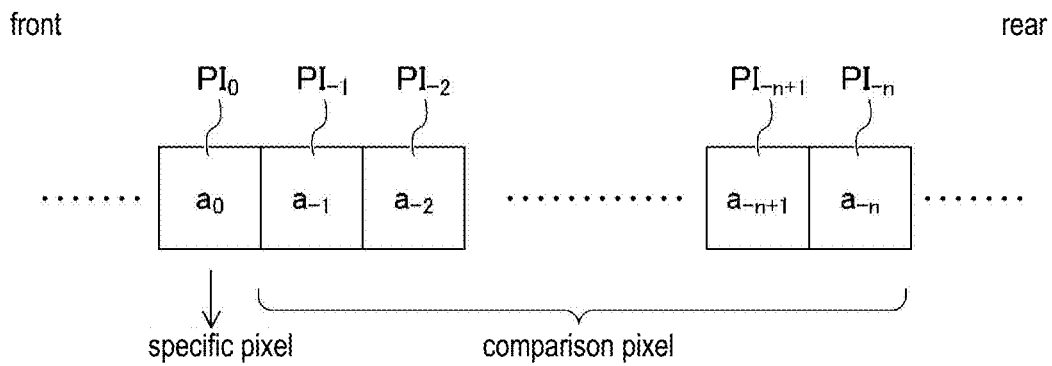 front rear
PI₀ PI₋₁ PI₋₂ PI₋ₙ₊₁ PI₋ₙ
a₀ a₋₁ a₋₂ a₋ₙ₊₁ a₋ₙ
specific pixel comparison pixel